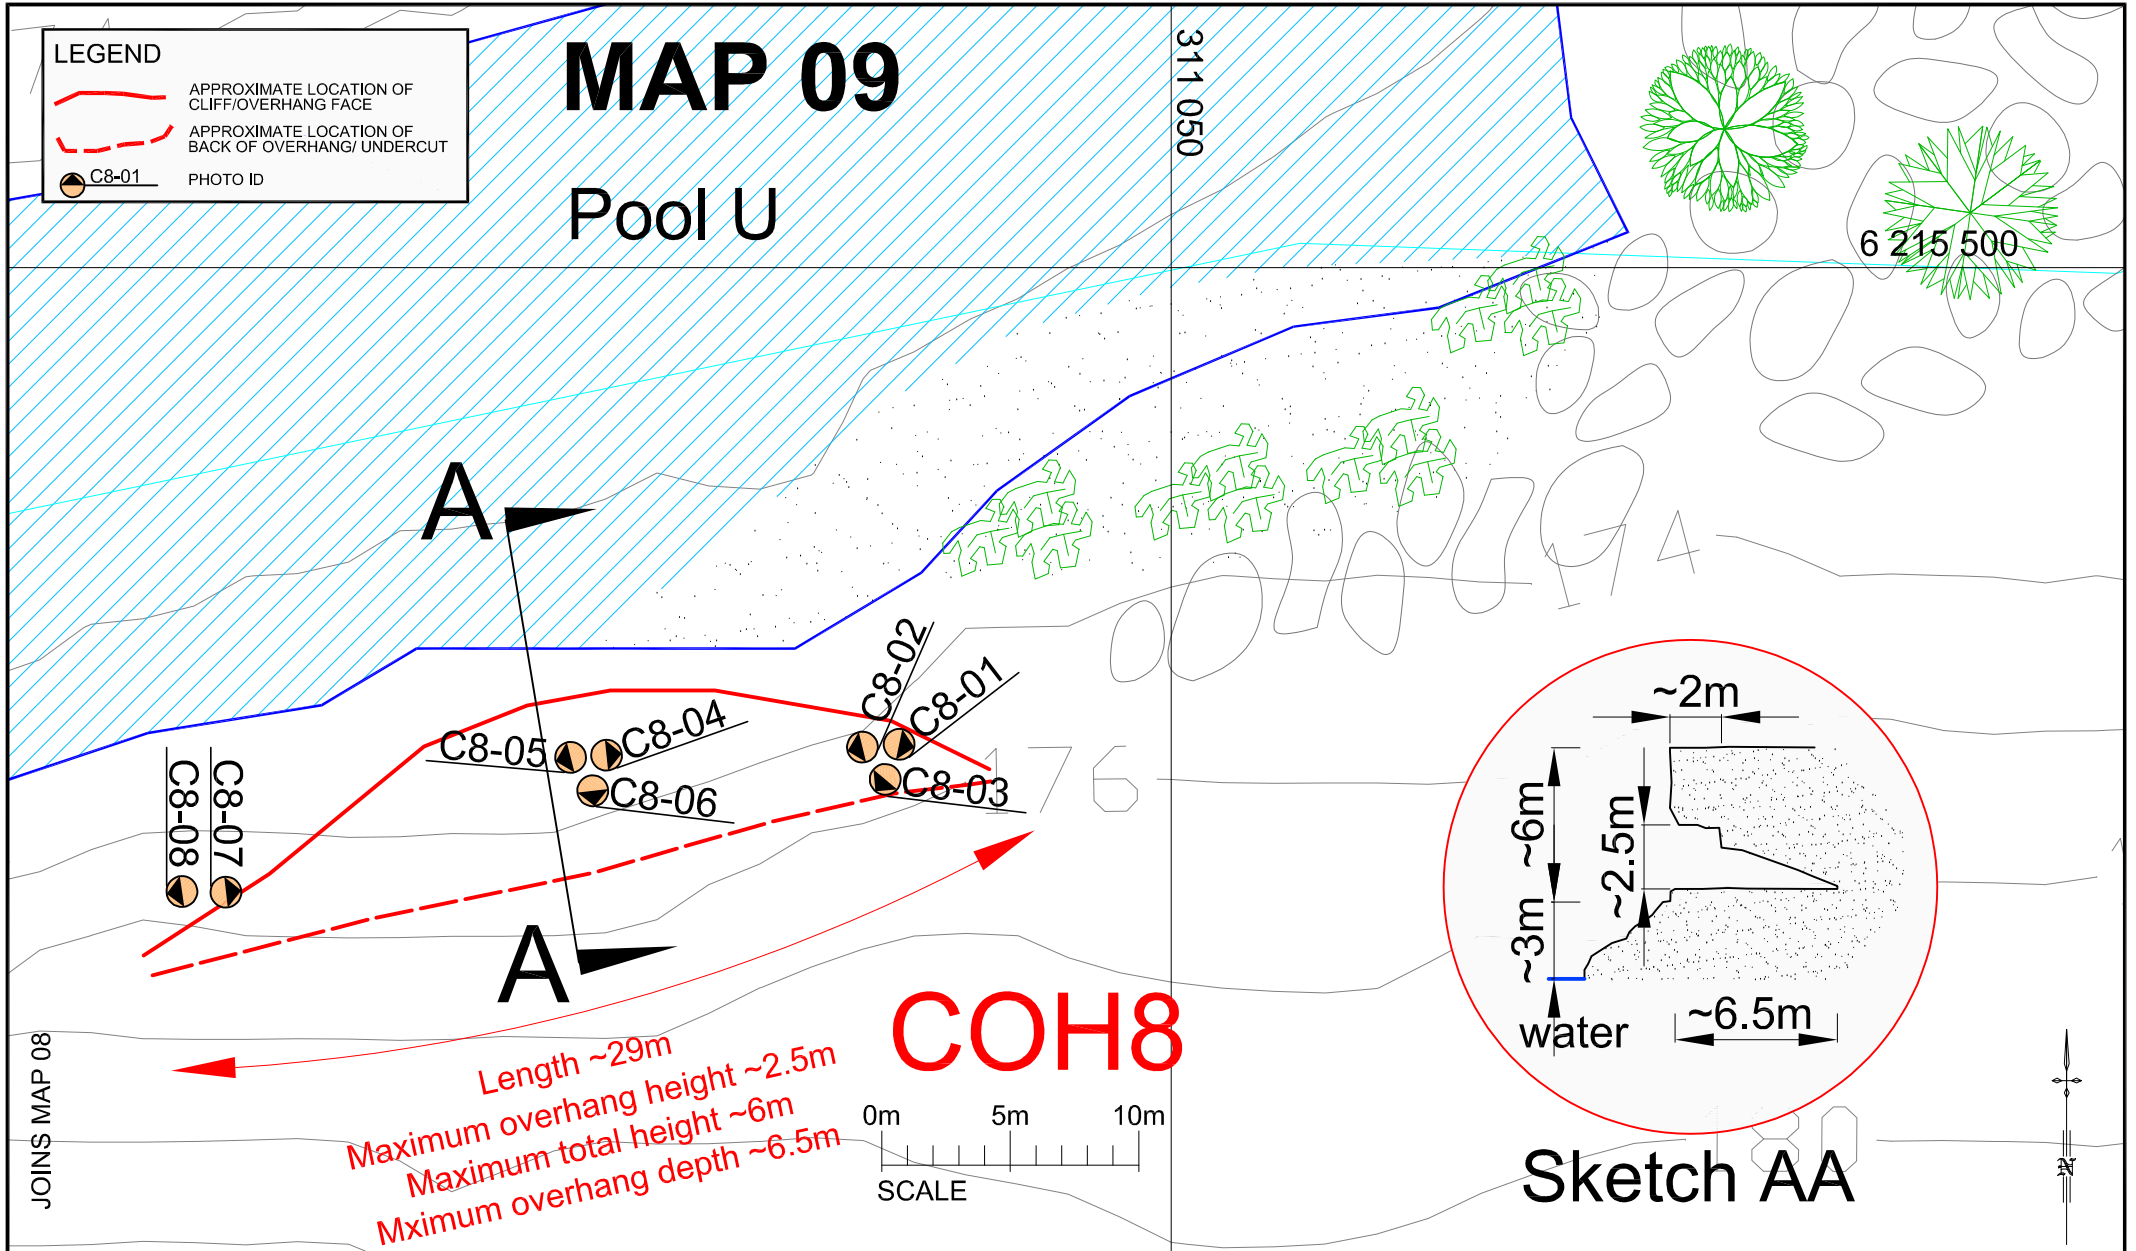 LEGEND
APPROXIMATE LOCATION OF
CLIFF/OVERHANG FACE
APPROXIMATE LOCATION OF
BACK OF OVERHANG/ UNDERCUT
C8-01
PHOTO ID
MAP 09
Pool U
311 050
6 215 500
A
174
C8-02
C8-01
C8-04
C8-05
C8-06
C8-03
176
C8-08
C8-07
A
COH8
Length ~29m
Maximum overhang height ~2.5m
Maximum total height ~6m
Mximum overhang depth ~6.5m
0m 5m 10m
SCALE
JOINS MAP 08
~2m
~6m
~2.5m
~3m
~6.5m
water
180
Sketch AA
N